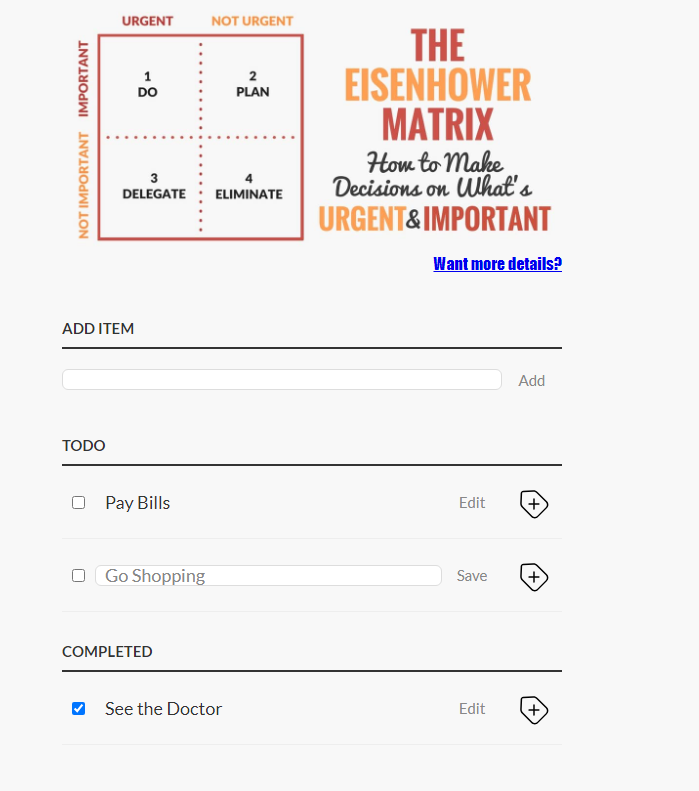 URGENT NOT URGENT
IMPORTANT
NOT IMPORTANT
1
DO
2
PLAN
3
DELEGATE
4
ELIMINATE
THE
EISENHOWER
MATRIX
How to Make
Decisions on What's
URGENT&IMPORTANT
Want more details?
ADD ITEM
Add
TODO
Pay Bills Edit
Go Shopping Save
COMPLETED
See the Doctor Edit